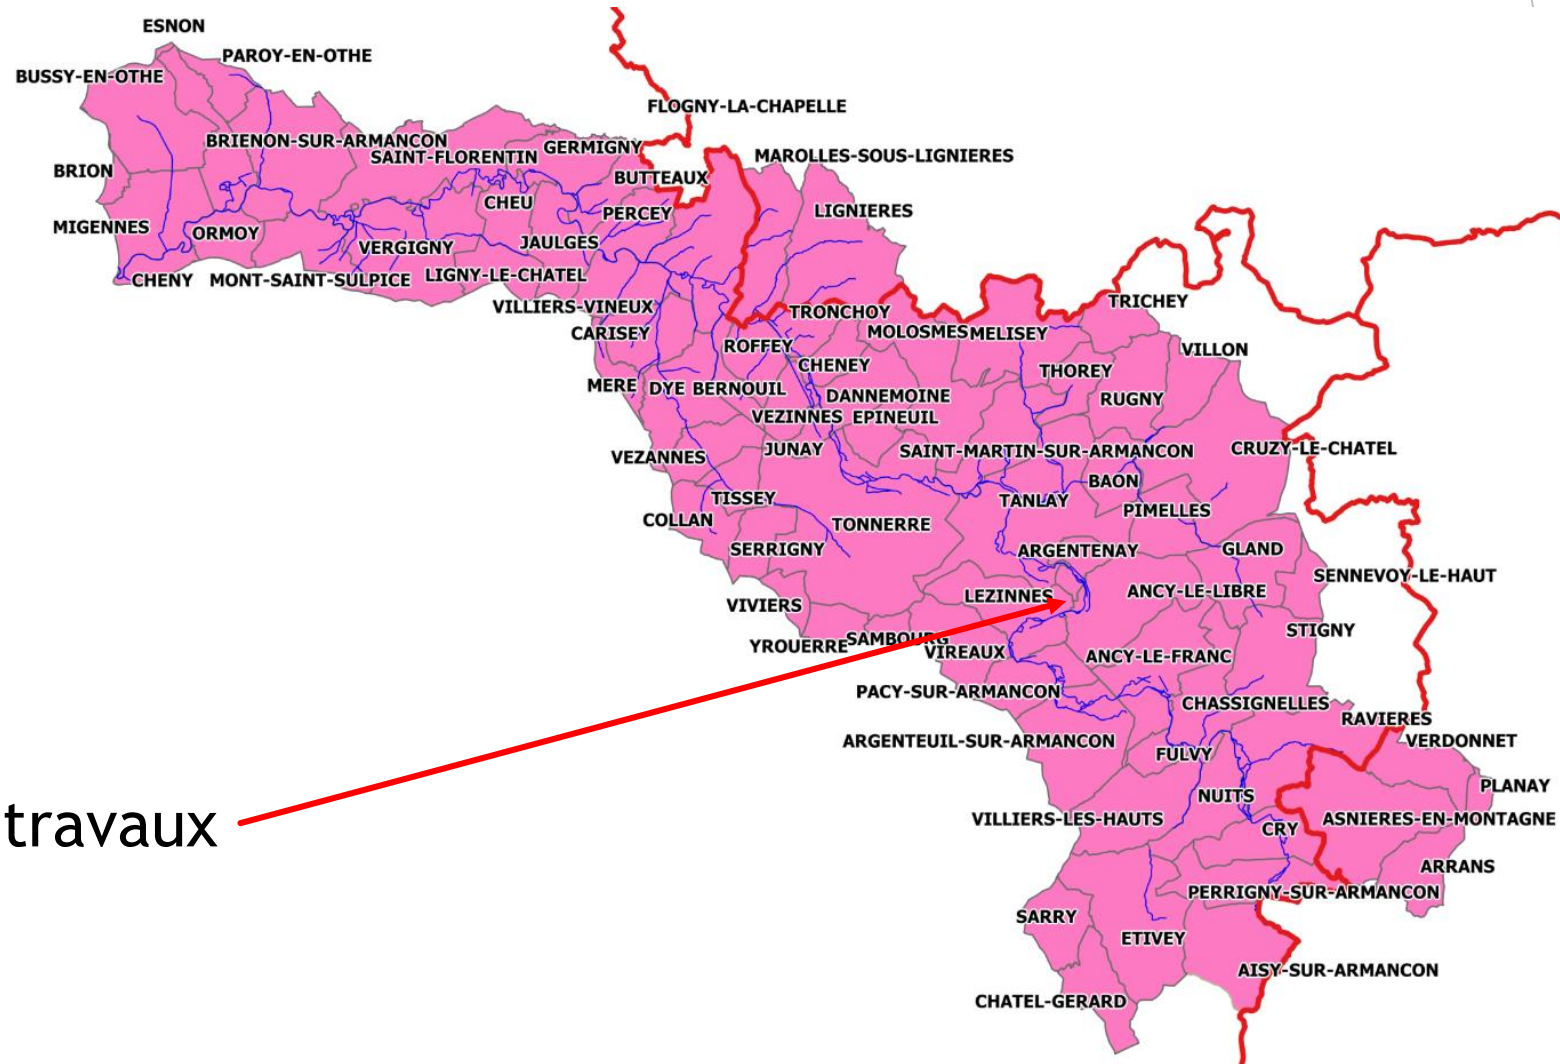 ESNON
PAROY-EN-OTHE
BUSSY-EN-OTHE
FLOGNY-LA-CHAPELLE
BRIENON-SUR-ARMANCON
GERMIGNY
SAINT-FLORENTIN
MAROLLES-SOUS-LIGNIERES
BRION
BUTTEAUX
CHEU
PERCEY
LIGNIERES
MIGENNES
ORMOY
VERGIGNY
JAULGES
CHENY
MONT-SAINT-SULPICE
LIGNY-LE-CHATEL
VILLIERS-VINEUX
TRONCHOY
TRICHEY
CARISEY
MOLOSMES
MELISEY
ROFFEY
VILLON
CHENEY
THOREY
MERE
DYE
BERNOUIL
DANNEMOINE
RUGNY
VEZINNES
EPINEUIL
JUNAY
SAINT-MARTIN-SUR-ARMANCON
CRUZY-LE-CHATEL
VEZANNES
BAON
TISSEY
TANLAY
PIMELLES
COLLAN
TONNERRE
SERRIGNY
ARGENTENAY
GLAND
SENNEVOY-LE-HAUT
LEZINNES
ANCY-LE-LIBRE
VIVIERS
STIGNY
YROUERRE
SAMBOURG
VIREAUX
ANCY-LE-FRANC
PACY-SUR-ARMANCON
CHASSIGNELLES
RAVIERES
ARGENTEUIL-SUR-ARMANCON
VERDONNET
FULVY
PLANAY
NUITS
travaux
VILLIERS-LES-HAUTS
CRY
ASNIERES-EN-MONTAGNE
ARRANS
PERRIGNY-SUR-ARMANCON
SARRY
ETIVEY
AISY-SUR-ARMANCON
CHATEL-GERARD